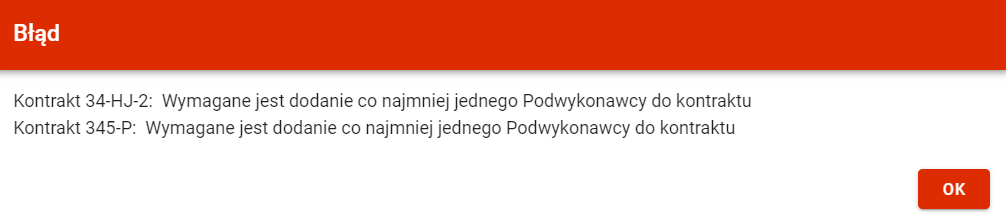 Błąd
Kontrakt 34-HJ-2:  Wymagane jest dodanie co najmniej jednego Podwykonawcy do kontraktu
Kontrakt 345-P:  Wymagane jest dodanie co najmniej jednego Podwykonawcy do kontraktu
OK